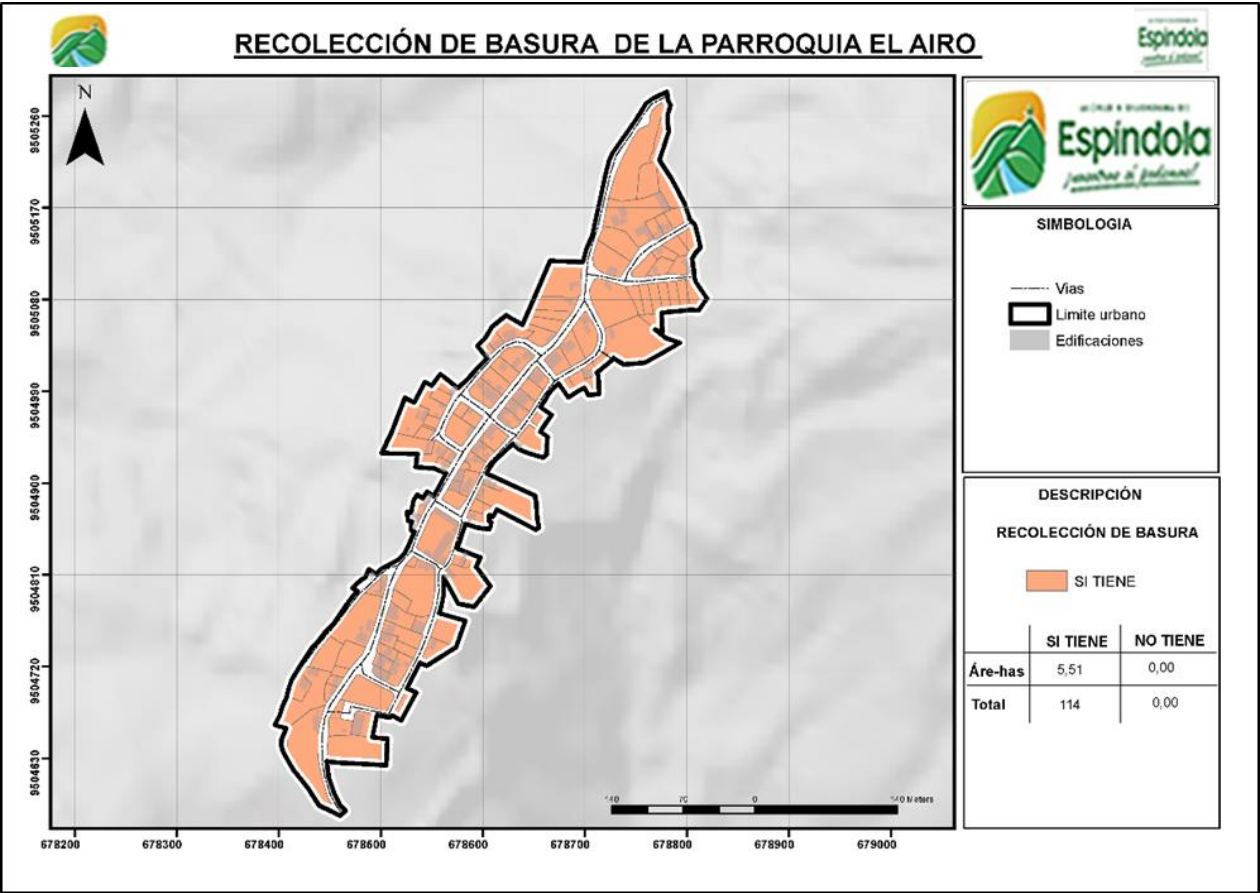 RECOLECCIÓN DE BASURA DE LA PARROQUIA EL AIRO
Espíndola
N
9505260
9505170
9505080
9504990
9504900
9504810
9504720
9504630
678200
678300
678400
678500
678600
678700
678800
678900
679000
140
70
0
140 Meters
Espíndola
¡nuestros sí podemos!
SIMBOLOGIA
Vias
Limite urbano
Edificaciones
DESCRIPCIÓN
RECOLECCIÓN DE BASURA
SI TIENE
SI TIENE NO TIENE
Áre-has 5,51 0,00
Total 114 0,00